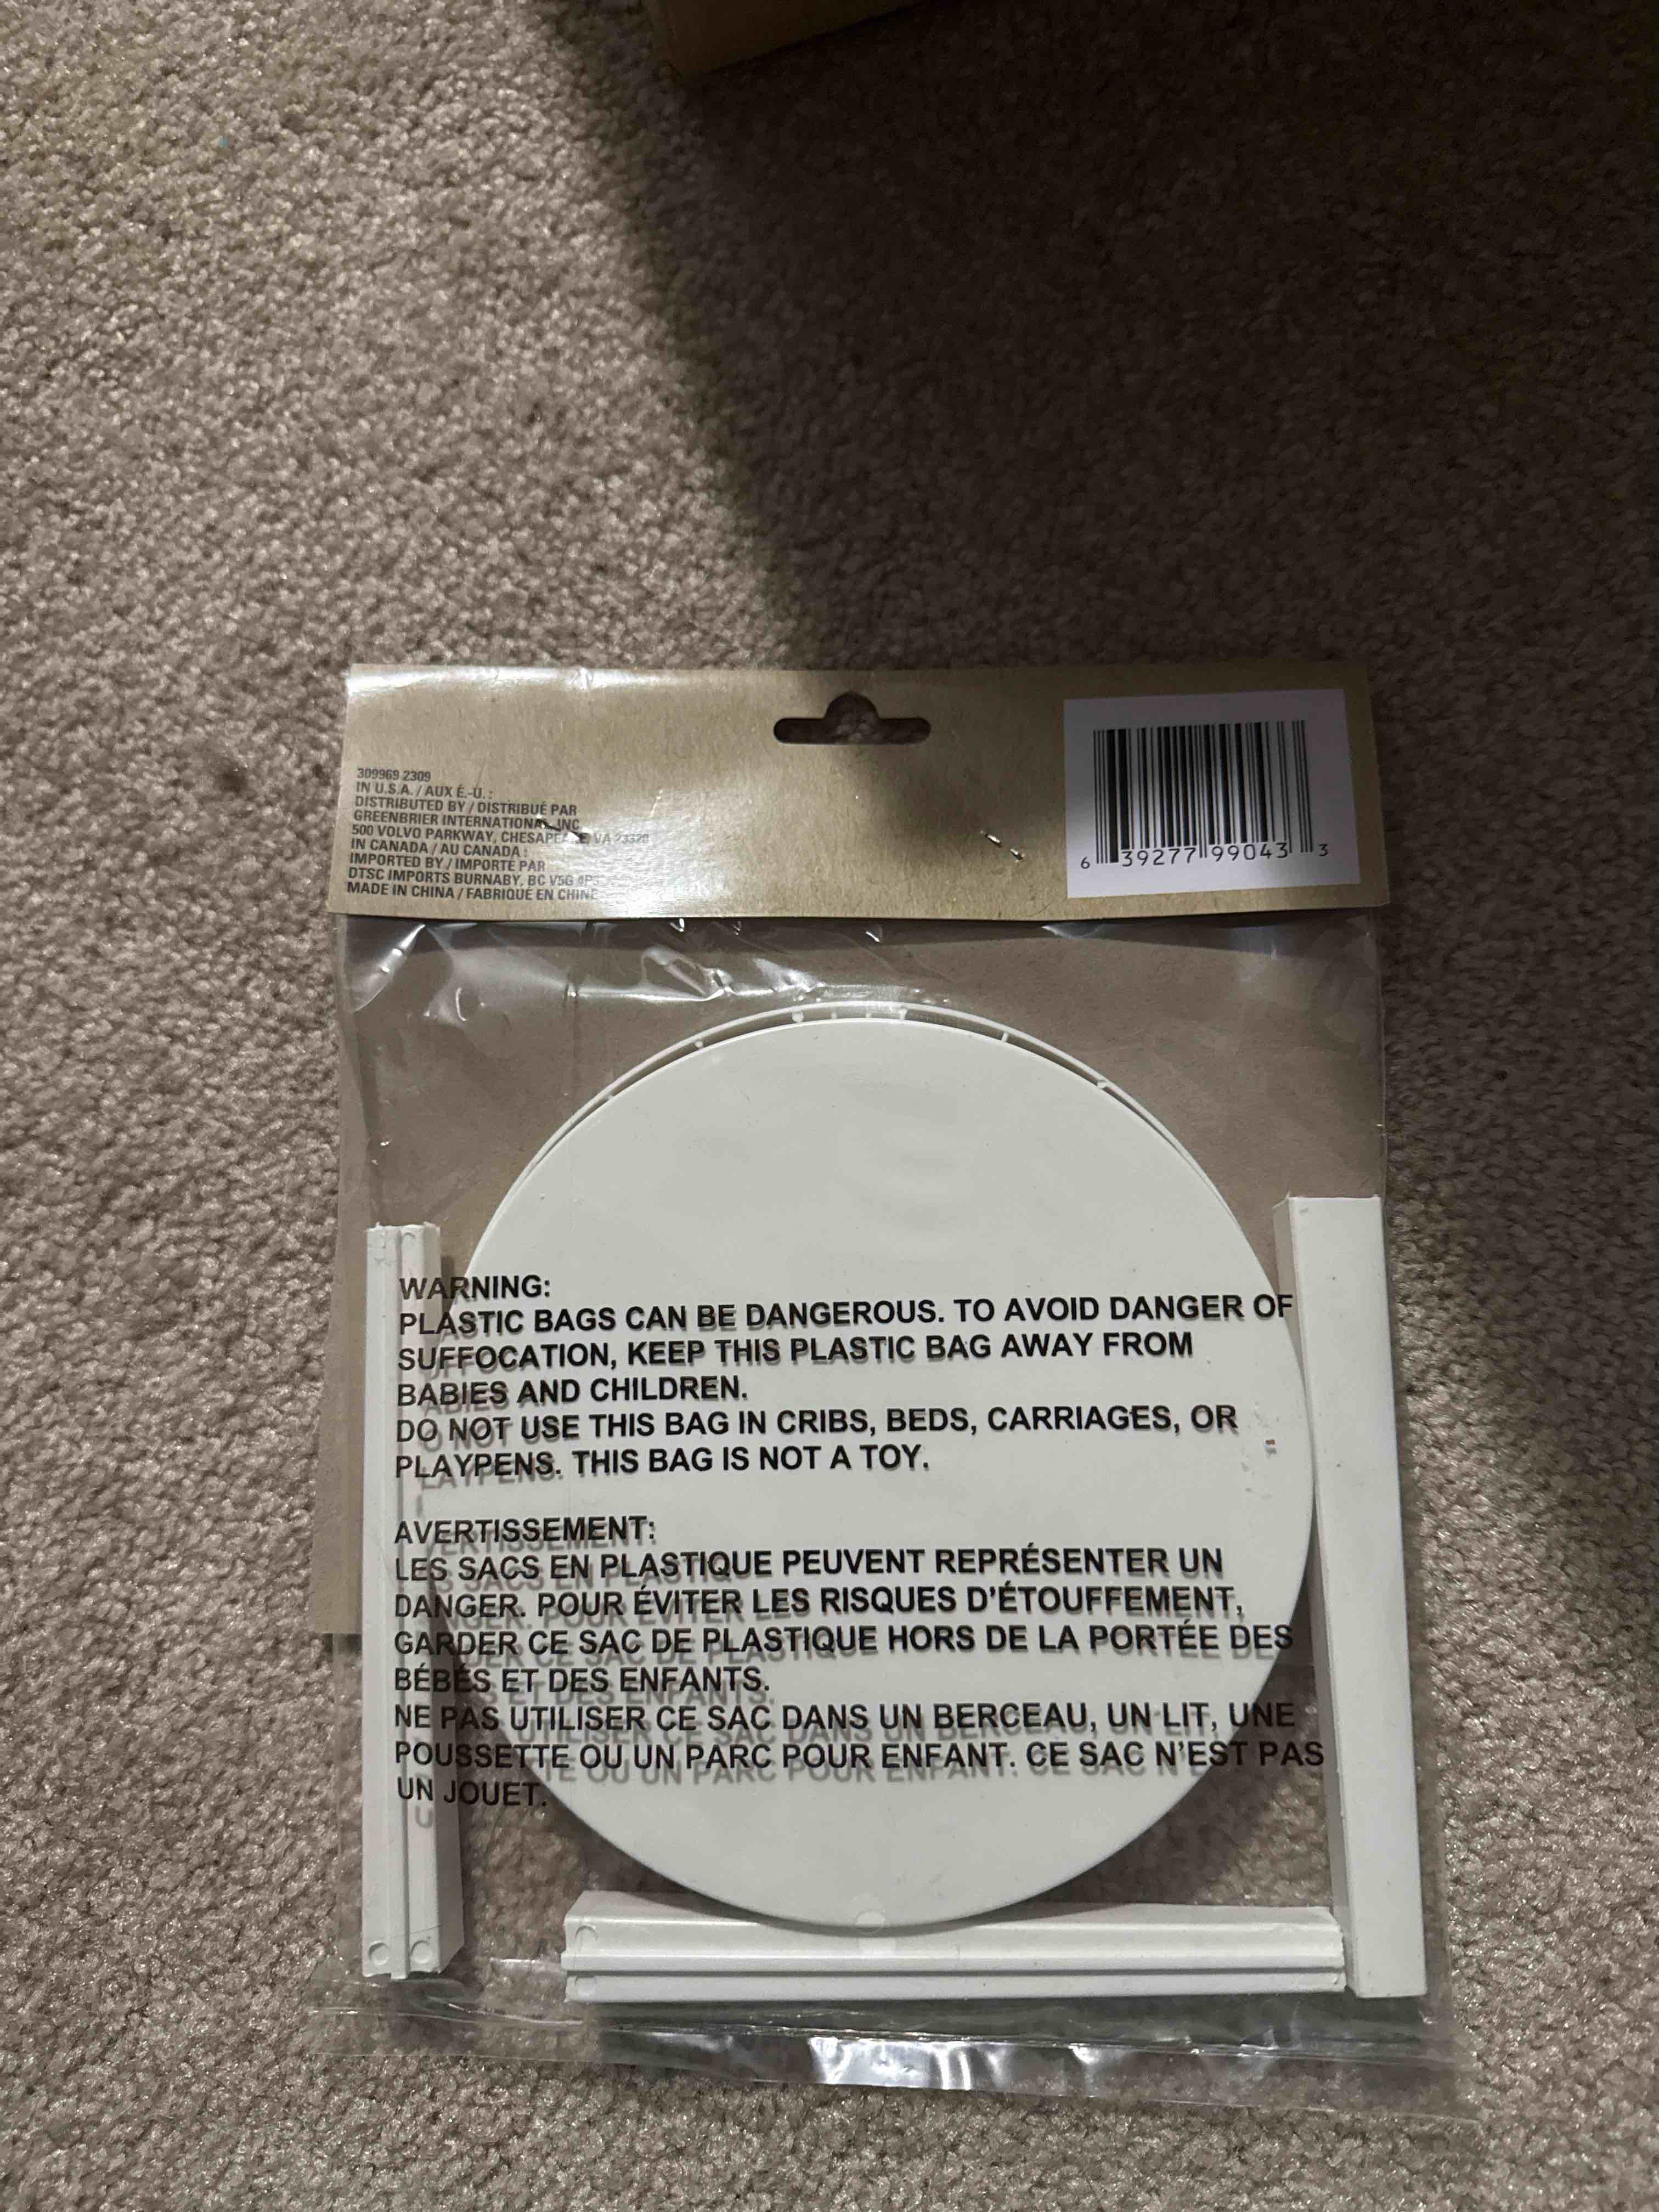 309969 2309
IN U.S.A. / AUX É.-U. :
DISTRIBUTED BY / DISTRIBUÉ PAR
GREENBRIER INTERNATIONAL, INC.
500 VOLVO PARKWAY, CHESAPEAKE, VA 23320
IN CANADA / AU CANADA :
IMPORTED BY / IMPORTÉ PAR
DTSC IMPORTS BURNABY, BC V5G
MADE IN CHINA / FABRIQUÉ EN CHINE
6 39277 99043 3
WARNING:
PLASTIC BAGS CAN BE DANGEROUS. TO AVOID DANGER OF
SUFFOCATION, KEEP THIS PLASTIC BAG AWAY FROM
BABIES AND CHILDREN.
DO NOT USE THIS BAG IN CRIBS, BEDS, CARRIAGES, OR
PLAYPENS. THIS BAG IS NOT A TOY.
AVERTISSEMENT:
LES SACS EN PLASTIQUE PEUVENT REPRÉSENTER UN
DANGER. POUR ÉVITER LES RISQUES D'ÉTOUFFEMENT,
GARDER CE SAC DE PLASTIQUE HORS DE LA PORTÉE DES
BÉBÉS ET DES ENFANTS.
NE PAS UTILISER CE SAC DANS UN BERCEAU, UN LIT, UNE
POUSSETTE OU UN PARC POUR ENFANT. CE SAC N'EST PAS
UN JOUET.